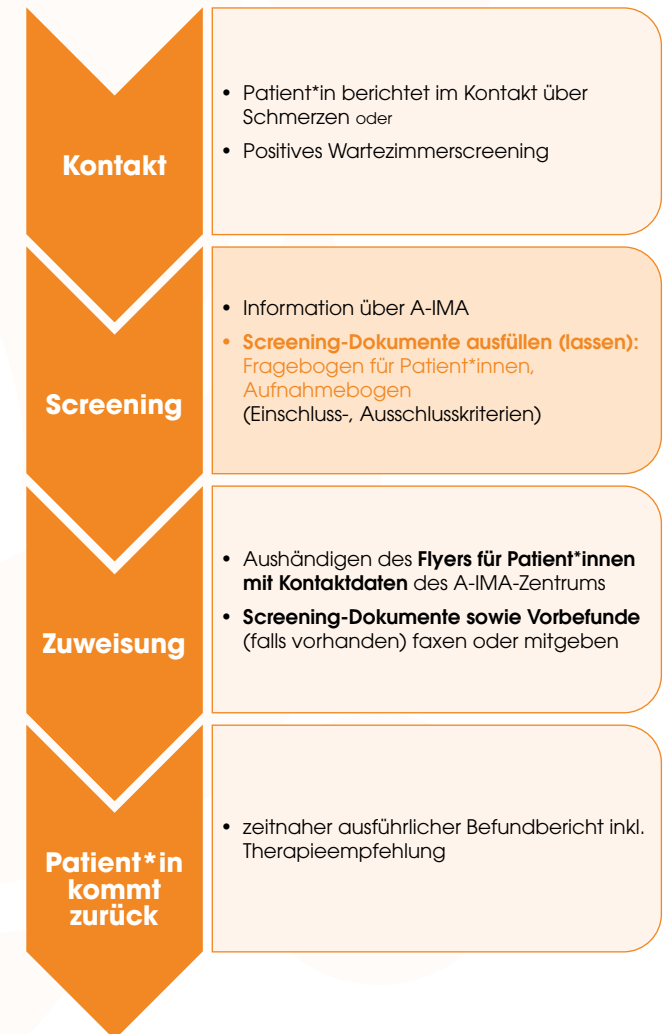 Kontakt
• Patient*in berichtet im Kontakt über
Schmerzen oder
• Positives Wartezimmerscreening
Screening
• Information über A-IMA
• Screening-Dokumente ausfüllen (lassen):
Fragebogen für Patient*innen,
Aufnahmebogen
(Einschluss-, Ausschlusskriterien)
Zuweisung
• Aushändigen des Flyers für Patient*innen
mit Kontaktdaten des A-IMA-Zentrums
• Screening-Dokumente sowie Vorbefunde
(falls vorhanden) faxen oder mitgeben
Patient*in
kommt
zurück
• zeitnaher ausführlicher Befundbericht inkl.
Therapieempfehlung